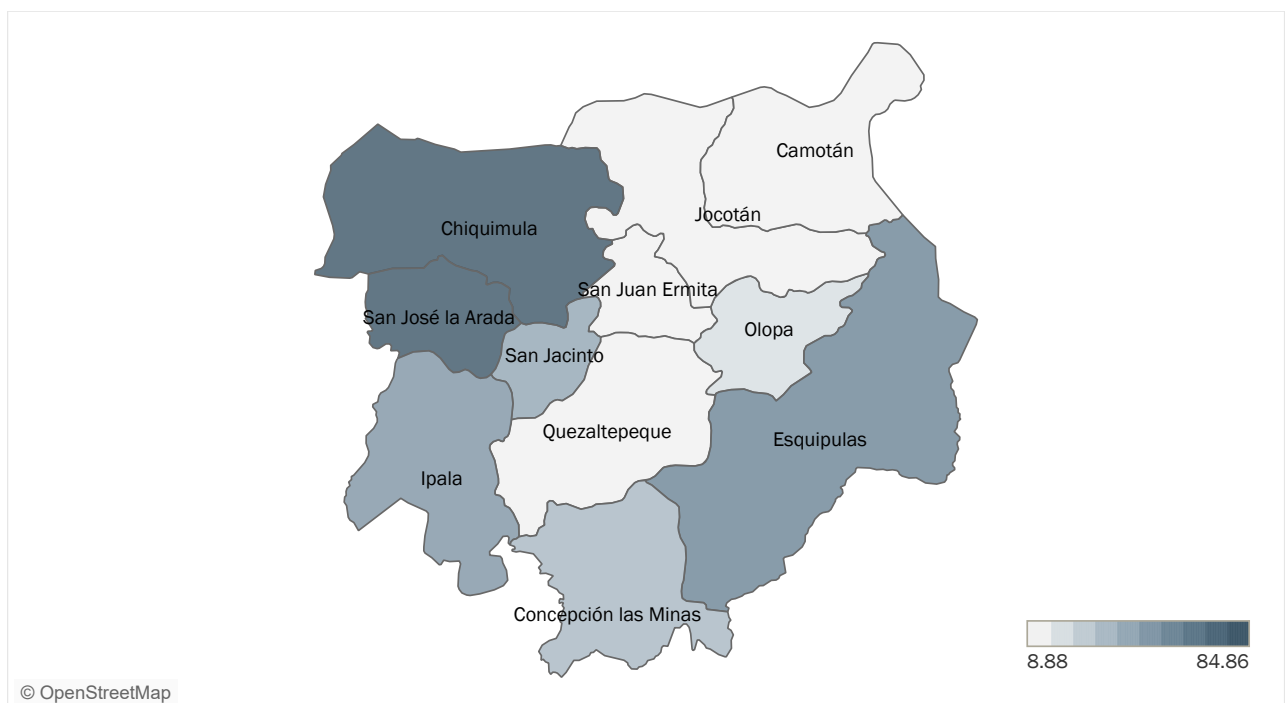 Camotán
Jocotán
Chiquimula
San Juan Ermita
San José la Arada
Olopa
San Jacinto
Quezaltepeque
Esquipulas
Ipala
Concepción las Minas
8.88
84.86
© OpenStreetMap